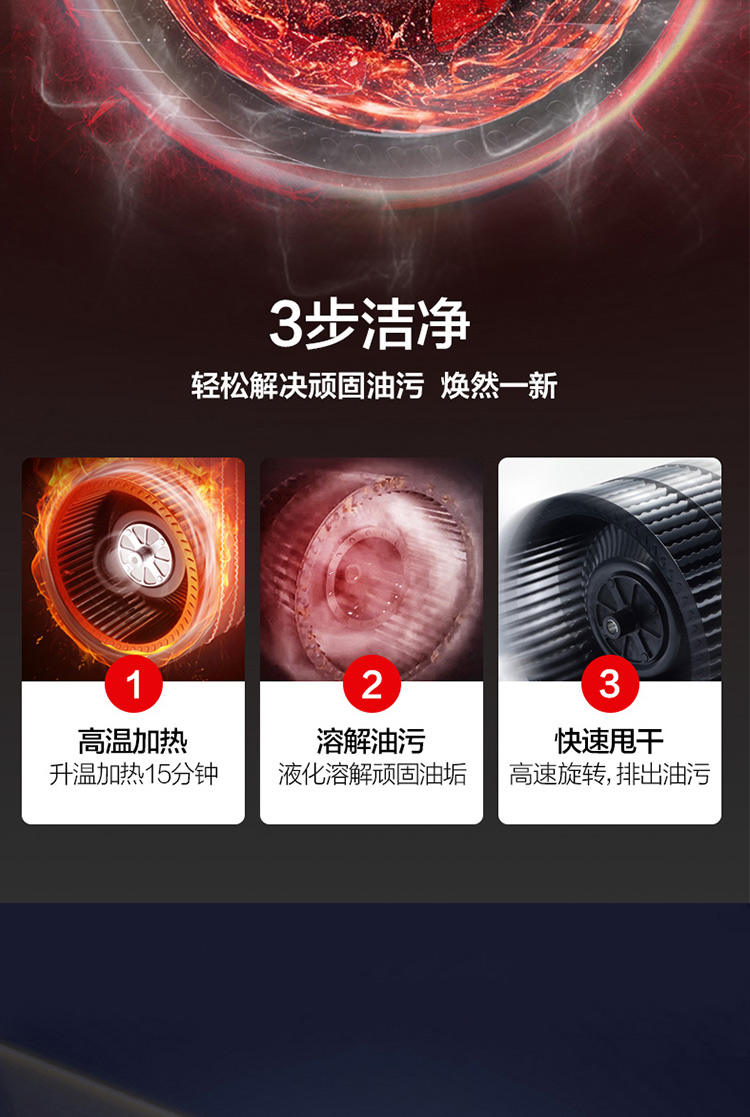 3步洁净
轻松解决顽固油污 焕然一新
1
高温加热
升温加热15分钟
2
溶解油污
液化溶解顽固油垢
3
快速甩干
高速旋转, 排出油污